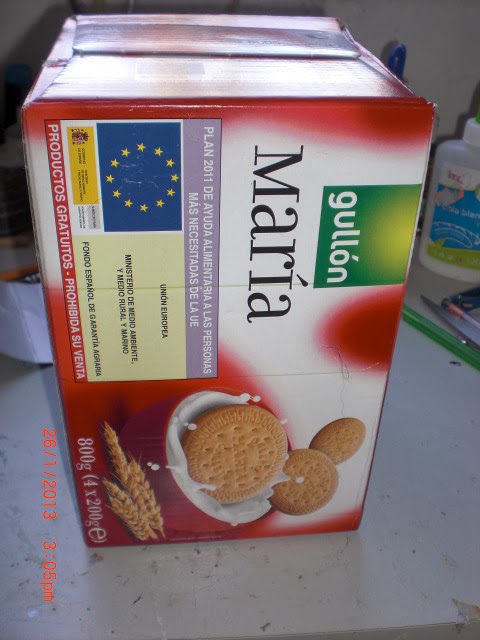 gullón
María
PLAN 2011 DE AYUDA ALIMENTARIA A LAS PERSONAS
MÁS NECESITADAS DE LA UE
UNIÓN EUROPEA
MINISTERIO DE MEDIO AMBIENTE,
Y MEDIO RURAL Y MARINO
FONDO ESPAÑOL DE GARANTÍA AGRARIA
PRODUCTOS GRATUITOS - PROHIBIDA SU VENTA
800g (4 x 200g e
26/1/2013 3:05pm